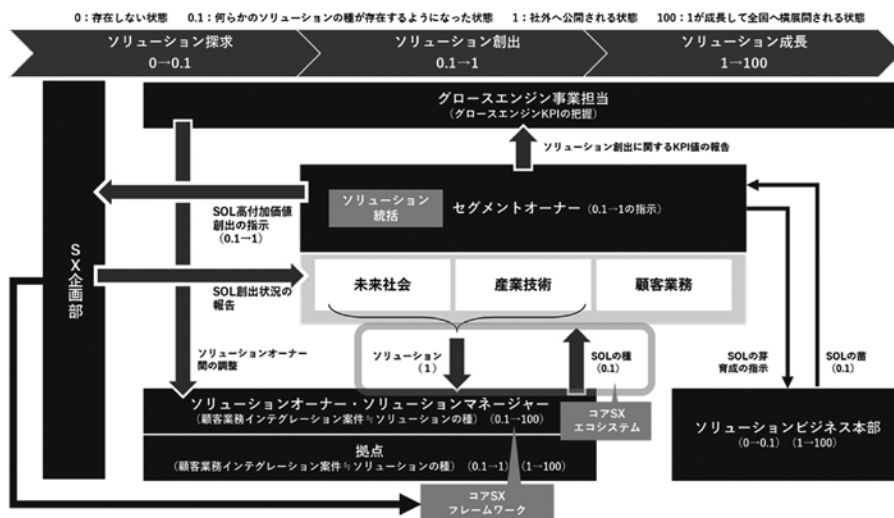 0：存在しない状態　0.1：何らかのソリューションの種が存在するようになった状態　1：社外へ公開される状態　100：1が成長して全国へ横展開される状態
ソリューション探求
0→0.1
ソリューション創出
0.1→1
ソリューション成長
1→100
グロースエンジン事業担当
（グロースエンジンKPIの把握）
ソリューション創出に関するKPI値の報告
ソリューション
統括
セグメントオーナー（0.1→1の指示）
SOL高付加価値
創出の指示
（0.1→1）
SX企画部
SOL創出状況の
報告
未来社会
産業技術
顧客業務
ソリューションオーナー
間の調整
ソリューション
（1）
SOLの種
（0.1）
SOLの芽
育成の指示
SOLの苗
（0.1）
ソリューションオーナー・ソリューションマネージャー
（顧客業務インテグレーション案件≒ソリューションの種）（0.1→100）
コアSX
エコシステム
ソリューションビジネス本部
（0→0.1）（1→100）
拠点
（顧客業務インテグレーション案件≒ソリューションの種）（0.1→1）（1→100）
コアSX
フレームワーク